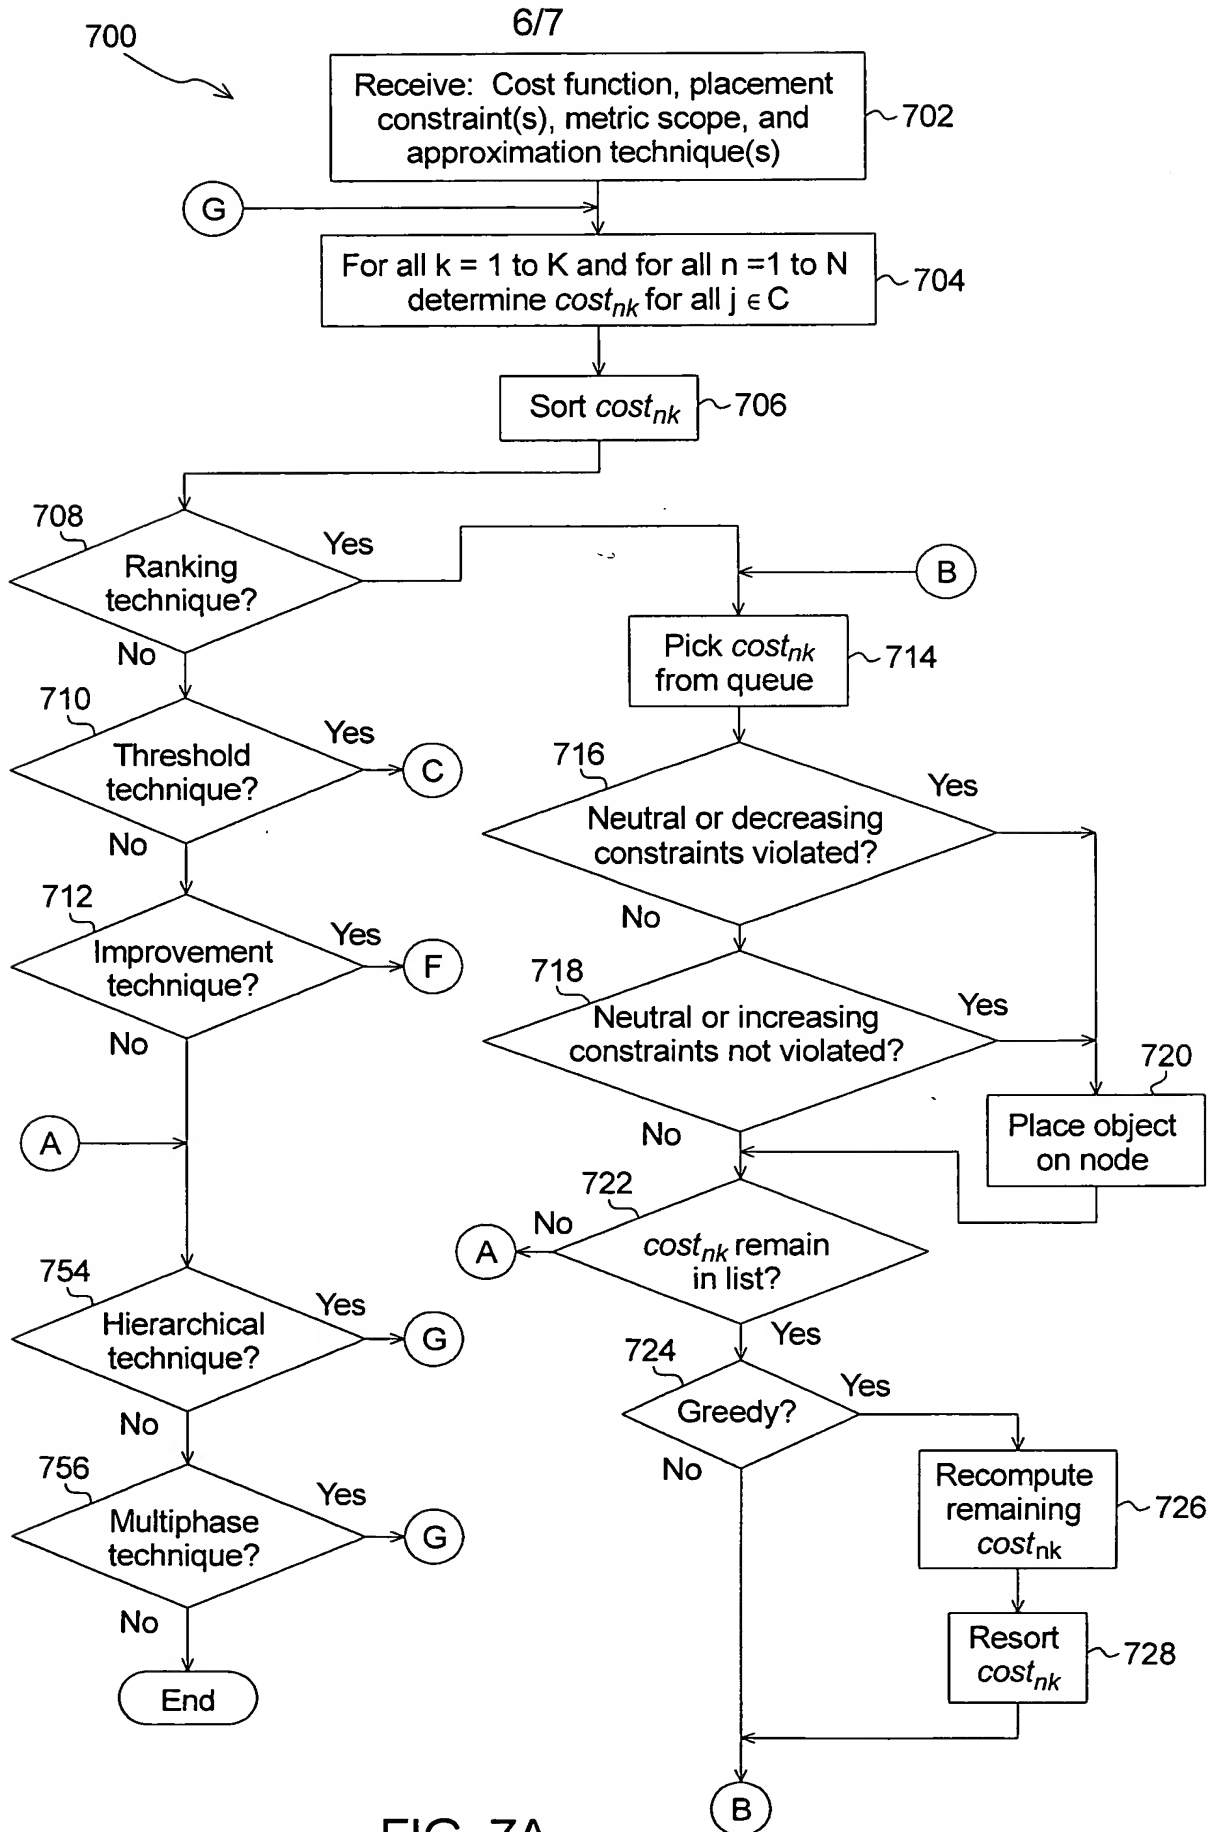 6/7
700
Receive: Cost function, placement
constraint(s), metric scope, and
approximation technique(s)
702
G
For all k = 1 to K and for all n =1 to N
determine cost_nk for all j ∈ C
704
Sort cost_nk
706
708
Ranking
technique?
Yes
No
B
Pick cost_nk
from queue
714
710
Threshold
technique?
Yes
C
No
716
Neutral or decreasing
constraints violated?
Yes
No
712
Improvement
technique?
Yes
F
No
718
Neutral or increasing
constraints not violated?
Yes
No
720
Place object
on node
A
722
cost_nk remain
in list?
No
A
Yes
754
Hierarchical
technique?
Yes
G
No
724
Greedy?
Yes
No
Recompute
remaining
cost_nk
726
756
Multiphase
technique?
Yes
G
No
Resort
cost_nk
728
End
B
FIG. 7A